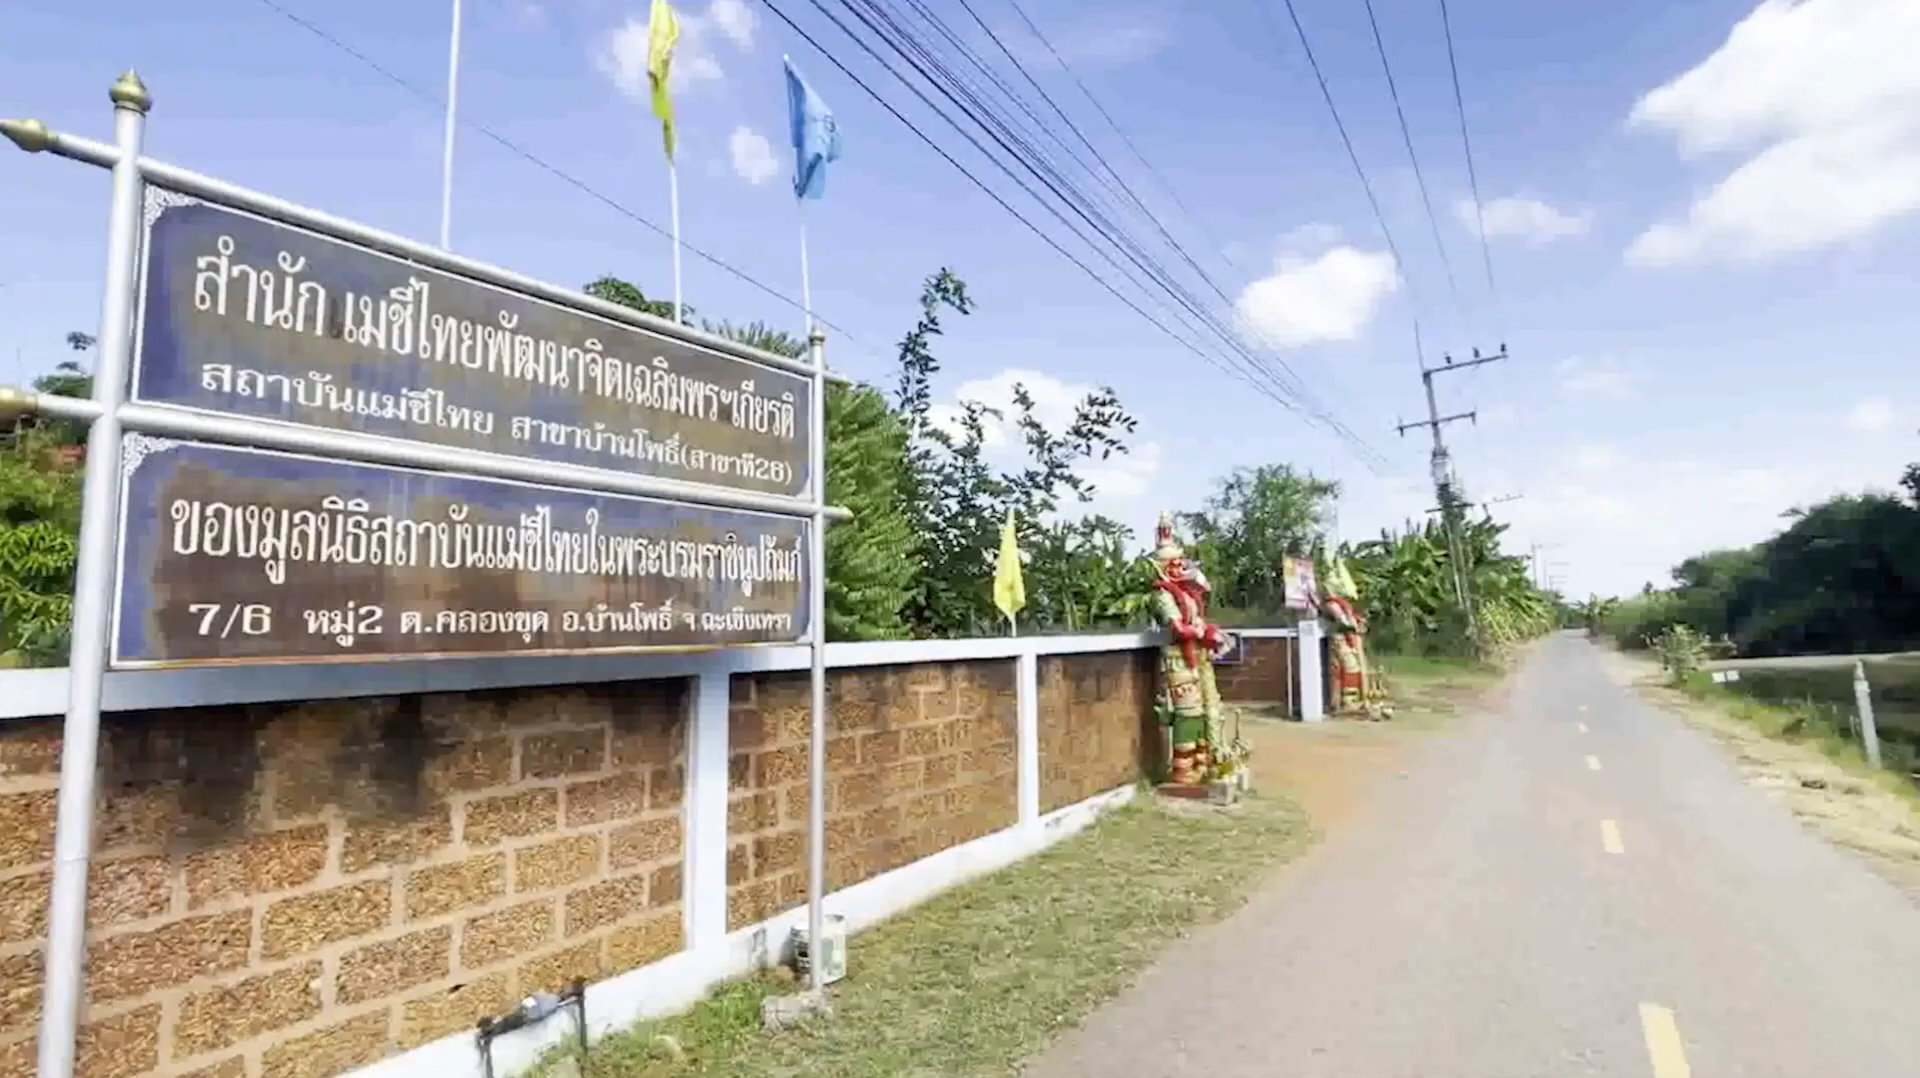 สำนัก เมชีไทยพัฒนาจิตเฉลิมพระเกียรติ
สถาบันแม่ชีไทย สาขาบ้านโพธิ์(สาขาที่26)
ของมูลนิธิสถาบันแม่ชีไทยในพระบรมราชินูปถัมภ์
7/6 หมู่2 ต.คลองขุด อ.บ้านโพธิ์ จ.ฉะเชิงเทรา